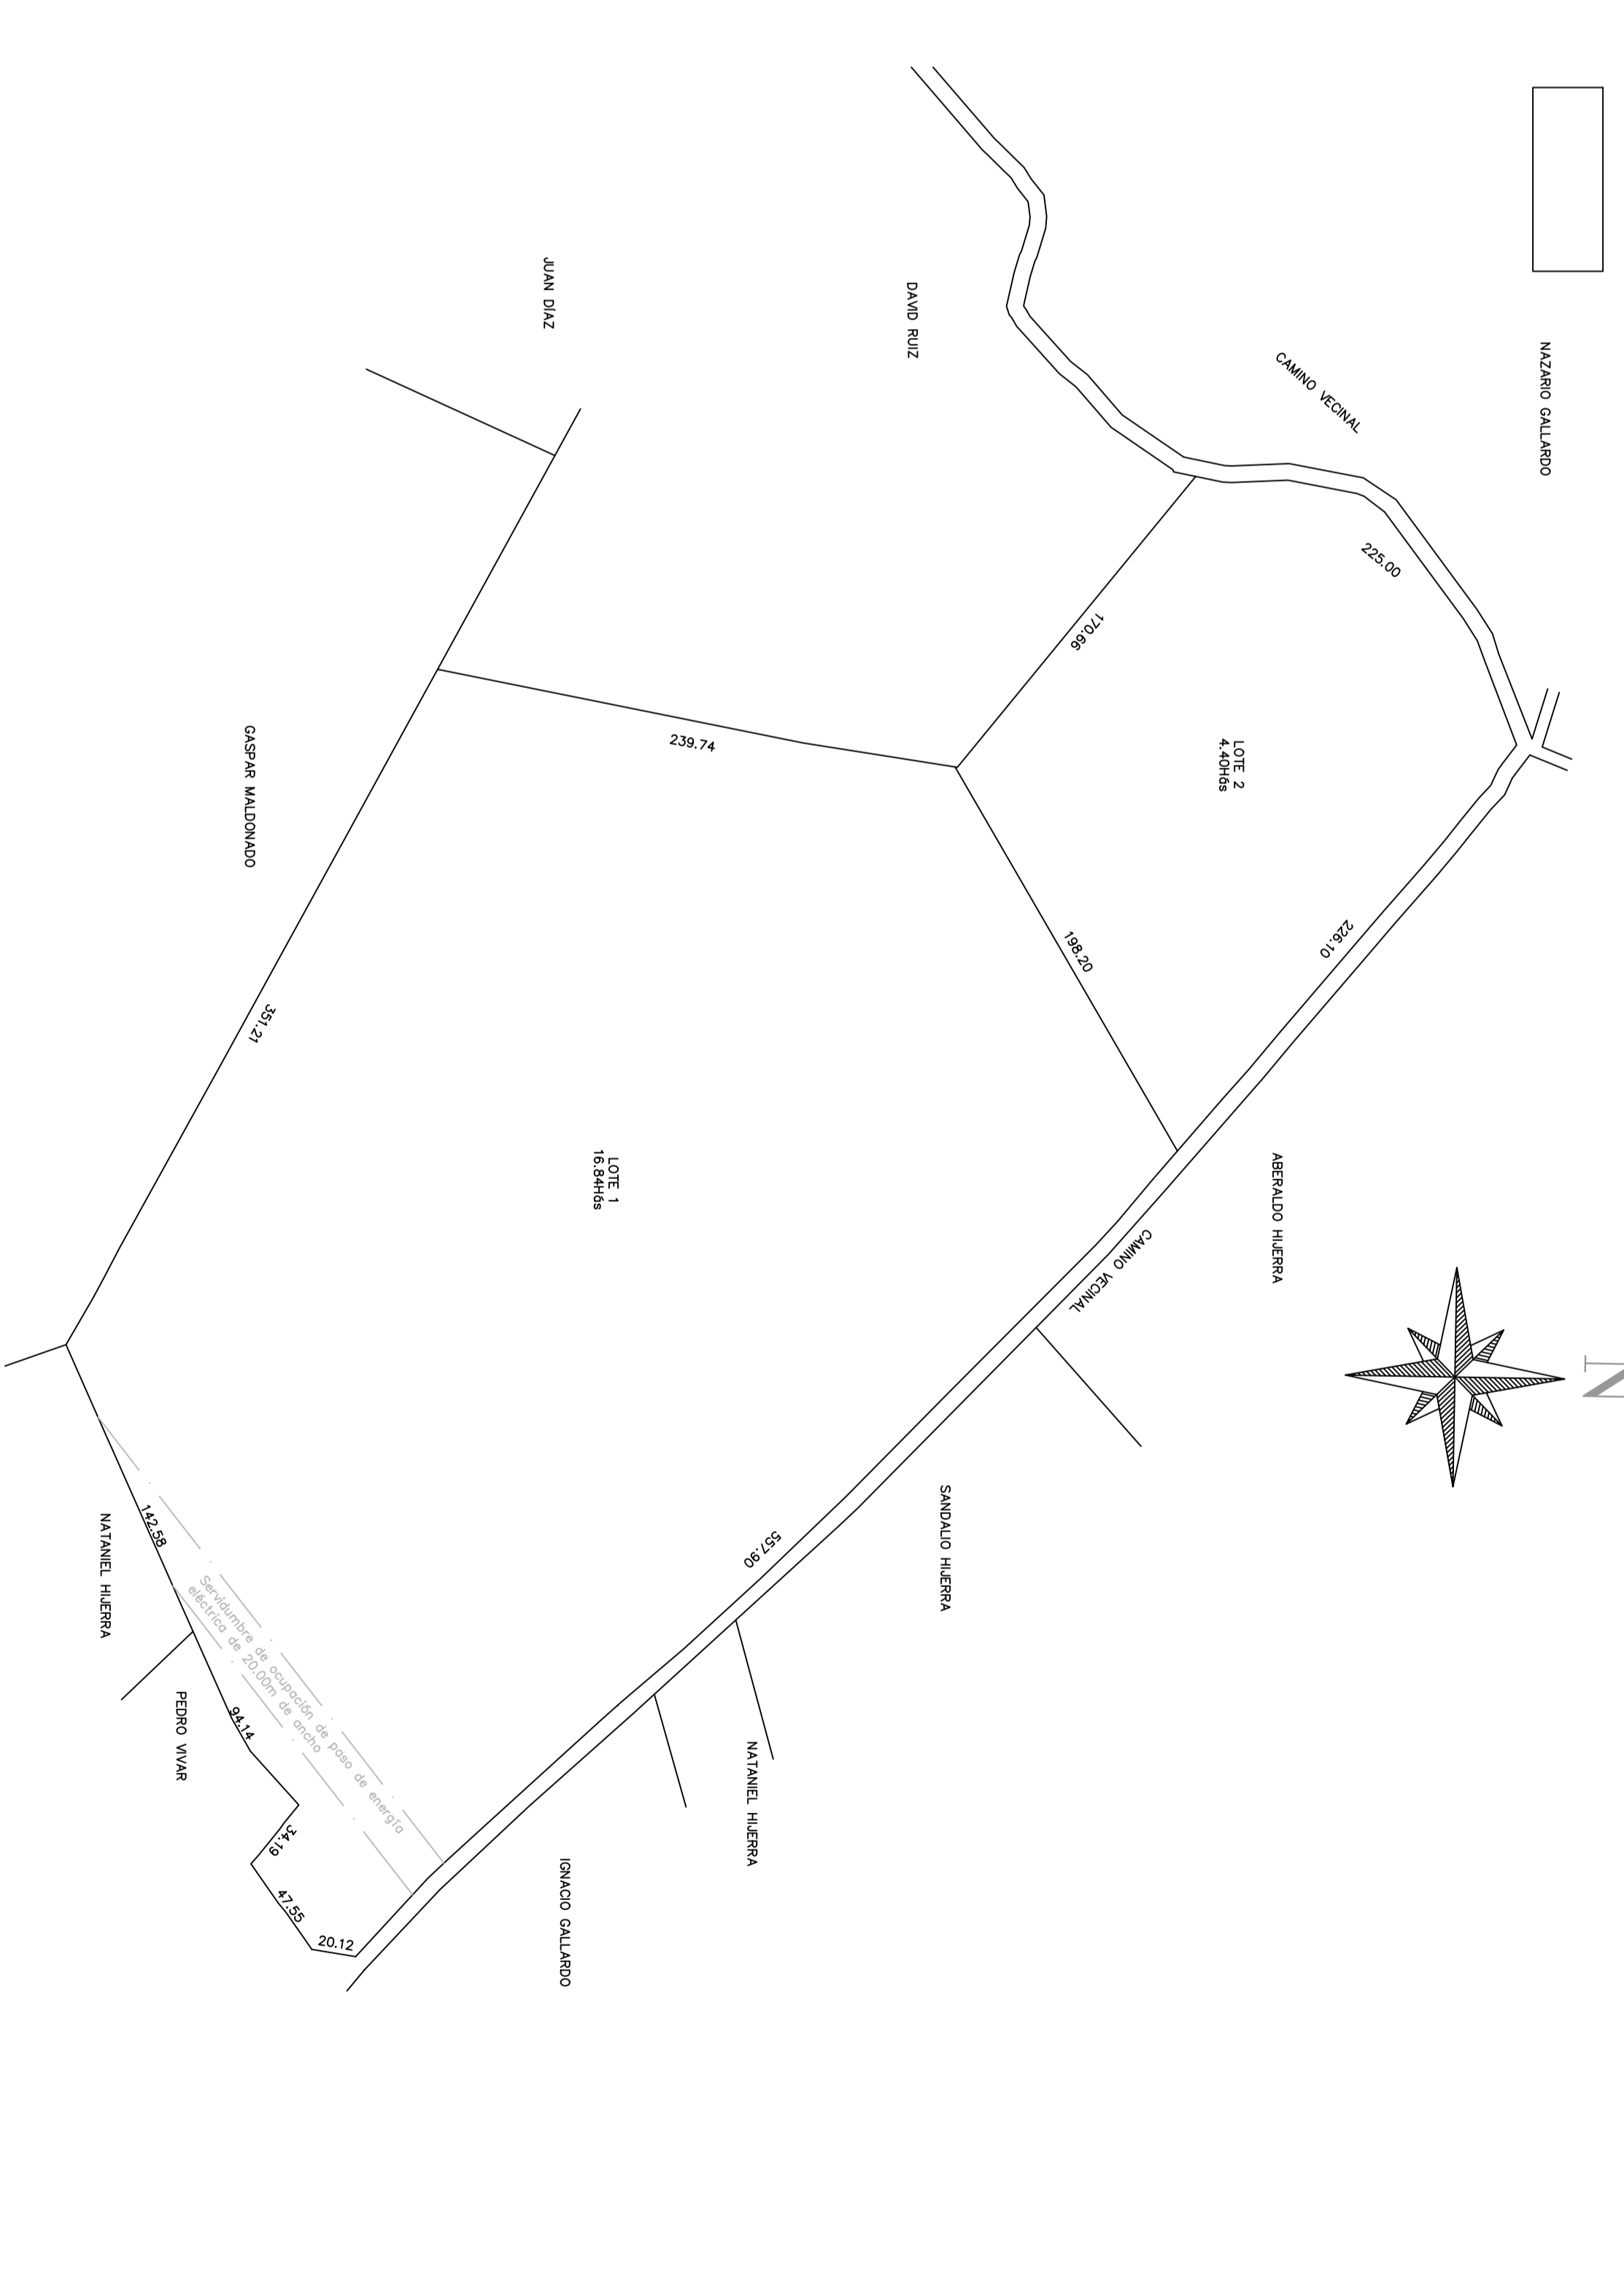 NAZARIO GALLARDO
CAMINO VECINAL
DAVID RUIZ
JUAN DÍAZ
225.00
170.66
LOTE 2
4.40Hás
239.74
GASPAR MALDONADO
226.10
198.20
351.21
ABERALDO HIJERRA
LOTE 1
16.84Hás
CAMINO VECINAL
N
SANDALIO HIJERRA
557.90
142.58
NATANIEL HIJERRA
Servidumbre de ocupación de paso de energía
eléctrica de 20.00m de ancho
PEDRO VIVAR
94.14
NATANIEL HIJERRA
34.19
47.55
20.12
IGNACIO GALLARDO